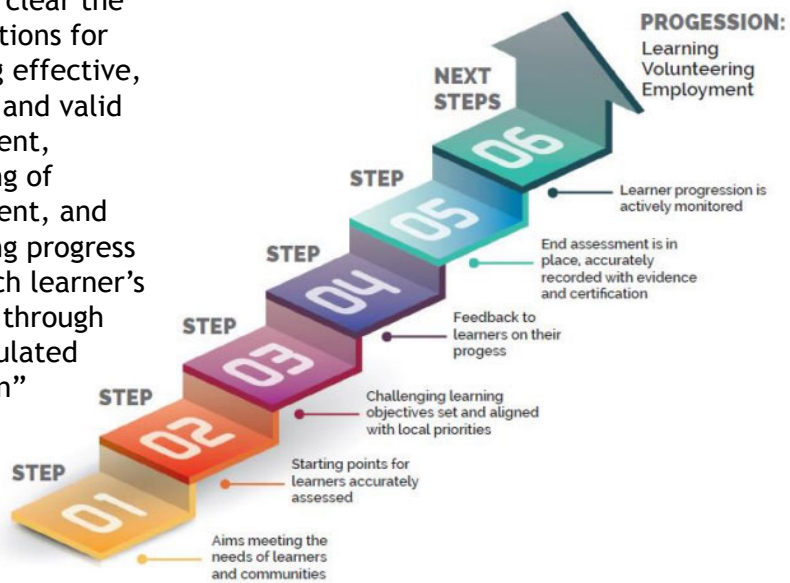 clear the
tions for
g effective,
and valid
ent,
g of
ent, and
g progress
ch learner's
through
ulated
n”
PROGESSION:
Learning
Volunteering
Employment
NEXT
STEPS
06
Learner progression is
actively monitored
STEP
05
End assessment is in
place, accurately
recorded with evidence
and certification
STEP
04
Feedback to
learners on their
progess
STEP
03
Challenging learning
objectives set and aligned
with local priorities
STEP
02
Starting points for
learners accurately
assessed
STEP
01
Aims meeting the
needs of learners
and communities